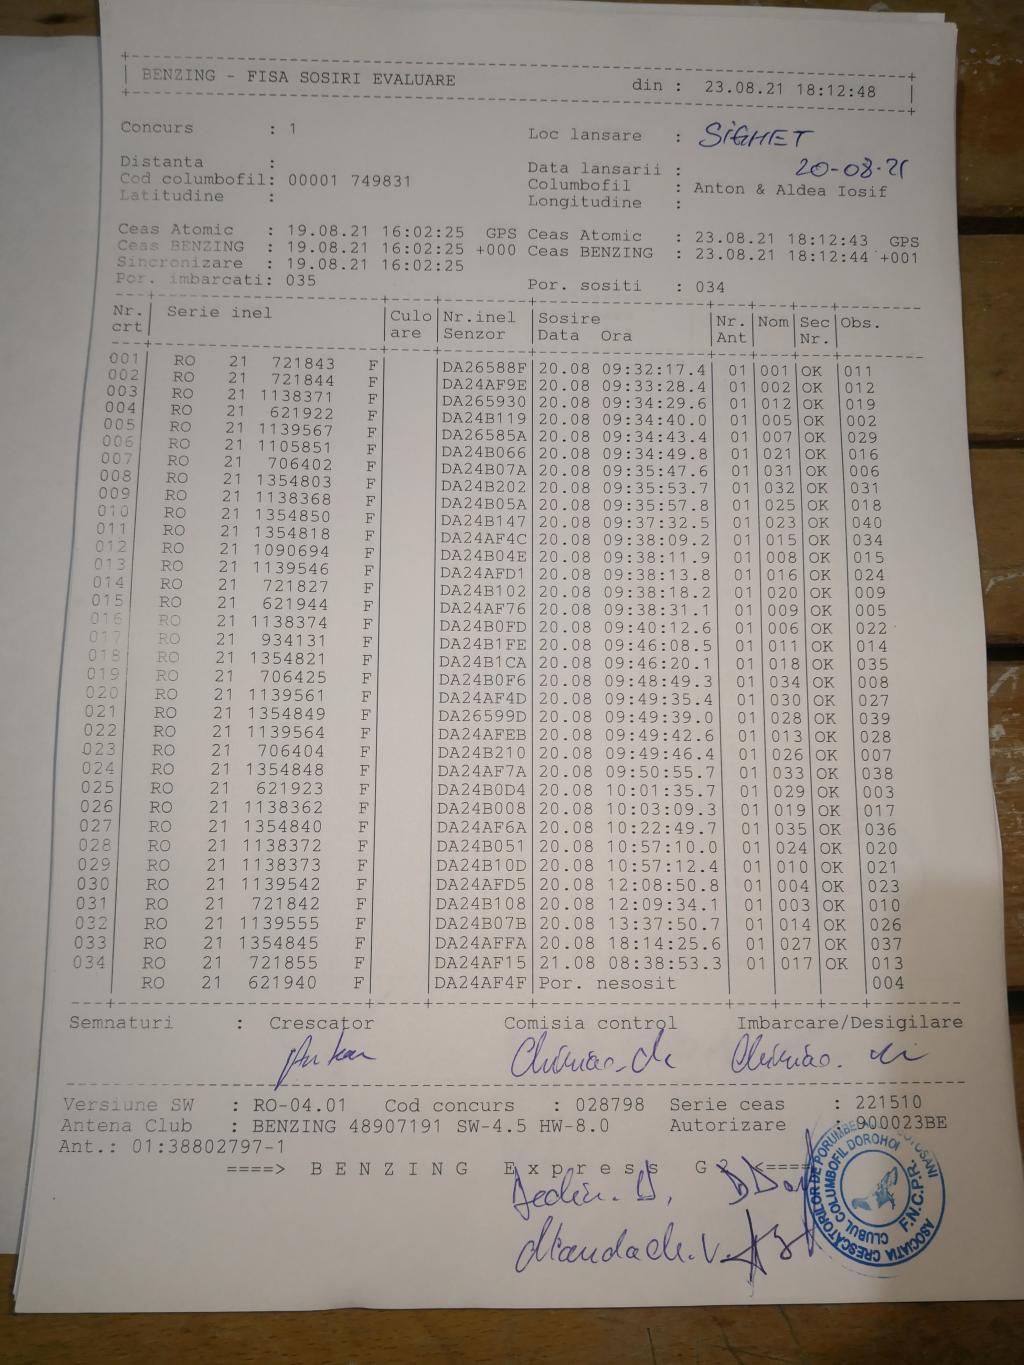 BENZING - FISA SOSIRI EVALUARE din : 23.08.21 18:12:48
Concurs : 1 Loc lansare : SIGHET
Distanta : Data lansarii : 20-08-21
Cod columbofil: 00001 749831 Columbofil : Anton & Aldea Iosif
Latitudine : Longitudine :
Ceas Atomic : 19.08.21 16:02:25 GPS Ceas Atomic : 23.08.21 18:12:43 GPS
Ceas BENZING : 19.08.21 16:02:25 +000 Ceas BENZING : 23.08.21 18:12:44 +001
Sincronizare : 19.08.21 16:02:25
Por. imbarcati: 035 Por. sositi : 034
Nr. Serie inel Culo Nr.inel Sosire Nr. Nom Sec Obs.
crt are Senzor Data Ora Ant Nr.
001 RO 21 721843 F DA26588F 20.08 09:32:17.4 01 001 OK 011
002 RO 21 721844 F DA24AF9E 20.08 09:33:28.4 01 002 OK 012
003 RO 21 1138371 F DA265930 20.08 09:34:29.6 01 012 OK 019
004 RO 21 621922 F DA24B119 20.08 09:34:40.0 01 005 OK 002
005 RO 21 1139567 F DA26585A 20.08 09:34:43.4 01 007 OK 029
006 RO 21 1105851 F DA24B066 20.08 09:34:49.8 01 021 OK 016
007 RO 21 706402 F DA24B07A 20.08 09:35:47.6 01 031 OK 006
008 RO 21 1354803 F DA24B202 20.08 09:35:53.7 01 032 OK 031
009 RO 21 1138368 F DA24B05A 20.08 09:35:57.8 01 025 OK 018
010 RO 21 1354850 F DA24B147 20.08 09:37:32.5 01 023 OK 040
011 RO 21 1354818 F DA24AF4C 20.08 09:38:09.2 01 015 OK 034
012 RO 21 1090694 F DA24B04E 20.08 09:38:11.9 01 008 OK 015
013 RO 21 1139546 F DA24AFD1 20.08 09:38:13.8 01 016 OK 024
014 RO 21 721827 F DA24B102 20.08 09:38:18.2 01 020 OK 009
015 RO 21 621944 F DA24AF76 20.08 09:38:31.1 01 009 OK 005
016 RO 21 1138374 F DA24B0FD 20.08 09:40:12.6 01 006 OK 022
017 RO 21 934131 F DA24B1FE 20.08 09:46:08.5 01 011 OK 014
018 RO 21 1354821 F DA24B1CA 20.08 09:46:20.1 01 018 OK 035
019 RO 21 706425 F DA24B0F6 20.08 09:48:49.3 01 034 OK 008
020 RO 21 1139561 F DA24AF4D 20.08 09:49:35.4 01 030 OK 027
021 RO 21 1354849 F DA26599D 20.08 09:49:39.0 01 028 OK 039
022 RO 21 1139564 F DA24AFEB 20.08 09:49:42.6 01 013 OK 028
023 RO 21 706404 F DA24B210 20.08 09:49:46.4 01 026 OK 007
024 RO 21 1354848 F DA24AF7A 20.08 09:50:55.7 01 033 OK 038
025 RO 21 621923 F DA24B0D4 20.08 10:01:35.7 01 029 OK 003
026 RO 21 1138362 F DA24B008 20.08 10:03:09.3 01 019 OK 017
027 RO 21 1354840 F DA24AF6A 20.08 10:22:49.7 01 035 OK 036
028 RO 21 1138372 F DA24B051 20.08 10:57:10.0 01 024 OK 020
029 RO 21 1138373 F DA24B10D 20.08 10:57:12.4 01 010 OK 021
030 RO 21 1139542 F DA24AFD5 20.08 12:08:50.8 01 004 OK 023
031 RO 21 721842 F DA24B108 20.08 12:09:34.1 01 003 OK 010
032 RO 21 1139555 F DA24B07B 20.08 13:37:50.7 01 014 OK 026
033 RO 21 1354845 F DA24AFFA 20.08 18:14:25.6 01 027 OK 037
034 RO 21 721855 F DA24AF15 21.08 08:38:53.3 01 017 OK 013
RO 21 621940 F DA24AF4F Por. nesosit 004
Semnaturi : Crescator Comisia control Imbarcare/Desigilare
Versiune SW : RO-04.01 Cod concurs : 028798 Serie ceas : 221510
Antena Club : BENZING 48907191 SW-4.5 HW-8.0 Autorizare : 900023BE
Ant.: 01:38802797-1
====> B E N Z I N G E x p r e s s G2 <====
ASOCIATIA CRESCATORILOR DE PORUMBEI BOTOSANI
CLUBUL COLUMBOFIL DOROHOI
F.N.C.P.R.